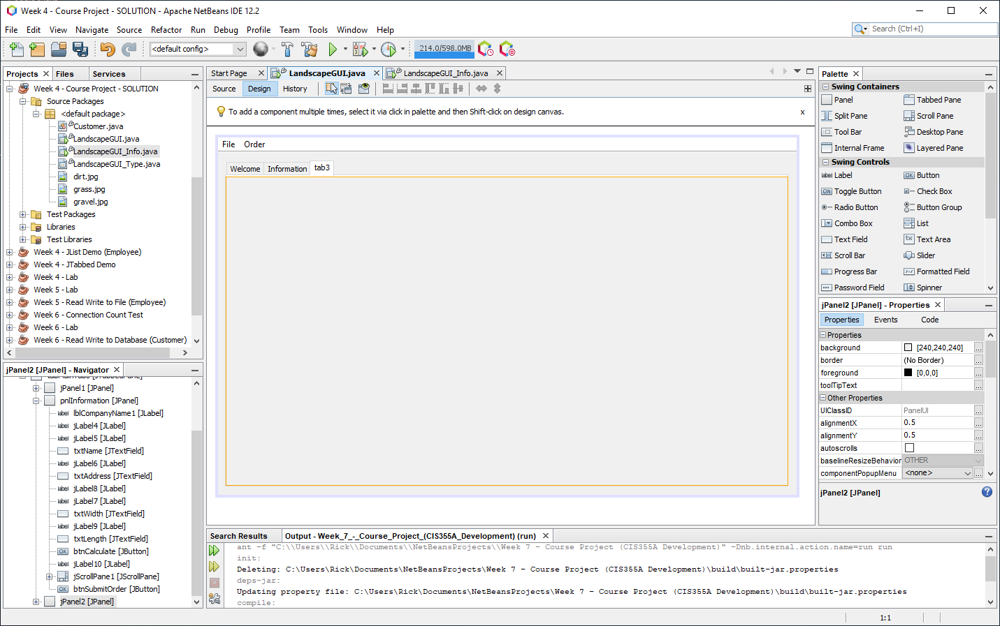 Week 4 - Course Project - SOLUTION - Apache NetBeans IDE 12.2
File Edit View Navigate Source Refactor Run Debug Profile Team Tools Window Help
Search (Ctrl+I)
<default config>
214.0/598.0MB
Projects Files Services
Week 4 - Course Project - SOLUTION
Source Packages
<default package>
Customer.java
LandscapeGUI.java
LandscapeGUI_Info.java
LandscapeGUI_Type.java
dirt.jpg
grass.jpg
gravel.jpg
Test Packages
Libraries
Test Libraries
Week 4 - JList Demo (Employee)
Week 4 - JTabbed Demo
Week 4 - Lab
Week 5 - Lab
Week 5 - Read Write to File (Employee)
Week 6 - Connection Count Test
Week 6 - Lab
Week 6 - Read Write to Database (Customer)
jPanel2 [JPanel] - Navigator
jPanel1 [JPanel]
pnlInformation [JPanel]
label lblCompanyName1 [JLabel]
label jLabel4 [JLabel]
label jLabel5 [JLabel]
txtName [JTextField]
label jLabel6 [JLabel]
txtAddress [JTextField]
label jLabel8 [JLabel]
label jLabel7 [JLabel]
txtWidth [JTextField]
label jLabel9 [JLabel]
txtLength [JTextField]
OK btnCalculate [JButton]
label jLabel10 [JLabel]
jScrollPane1 [JScrollPane]
OK btnSubmitOrder [JButton]
jPanel2 [JPanel]
Start Page LandscapeGUI.java LandscapeGUI_Info.java
Source Design History
To add a component multiple times, select it via click in palette and then Shift-click on design canvas.
x
File Order
Welcome Information tab3
Search Results Output - Week_7_-_Course_Project_(CIS355A_Development) (run)
ant -f "C:\\Users\\Rick\\Documents\\NetBeansProjects\\Week 7 - Course Project (CIS355A Development)" -Dnb.internal.action.name=run run
init:
Deleting: C:\Users\Rick\Documents\NetBeansProjects\Week 7 - Course Project (CIS355A Development)\build\built-jar.properties
deps-jar:
Updating property file: C:\Users\Rick\Documents\NetBeansProjects\Week 7 - Course Project (CIS355A Development)\build\built-jar.properties
compile:
Palette
Swing Containers
Panel Tabbed Pane
Split Pane Scroll Pane
Tool Bar Desktop Pane
Internal Frame Layered Pane
Swing Controls
label Label OK Button
ON Toggle Button Check Box
Radio Button Button Group
Combo Box List
Text Field Text Area
Scroll Bar Slider
Progress Bar Formatted Field
Password Field Spinner
jPanel2 [JPanel] - Properties
Properties Events Code
Properties
background [240,240,240] ...
border (No Border) ...
foreground [0,0,0] ...
toolTipText ...
Other Properties
UIClassID PanelUI ...
alignmentX 0.5 ...
alignmentY 0.5 ...
autoscrolls ...
baselineResizeBehavior OTHER
componentPopupMenu <none> ...
jPanel2 [JPanel]
1:1